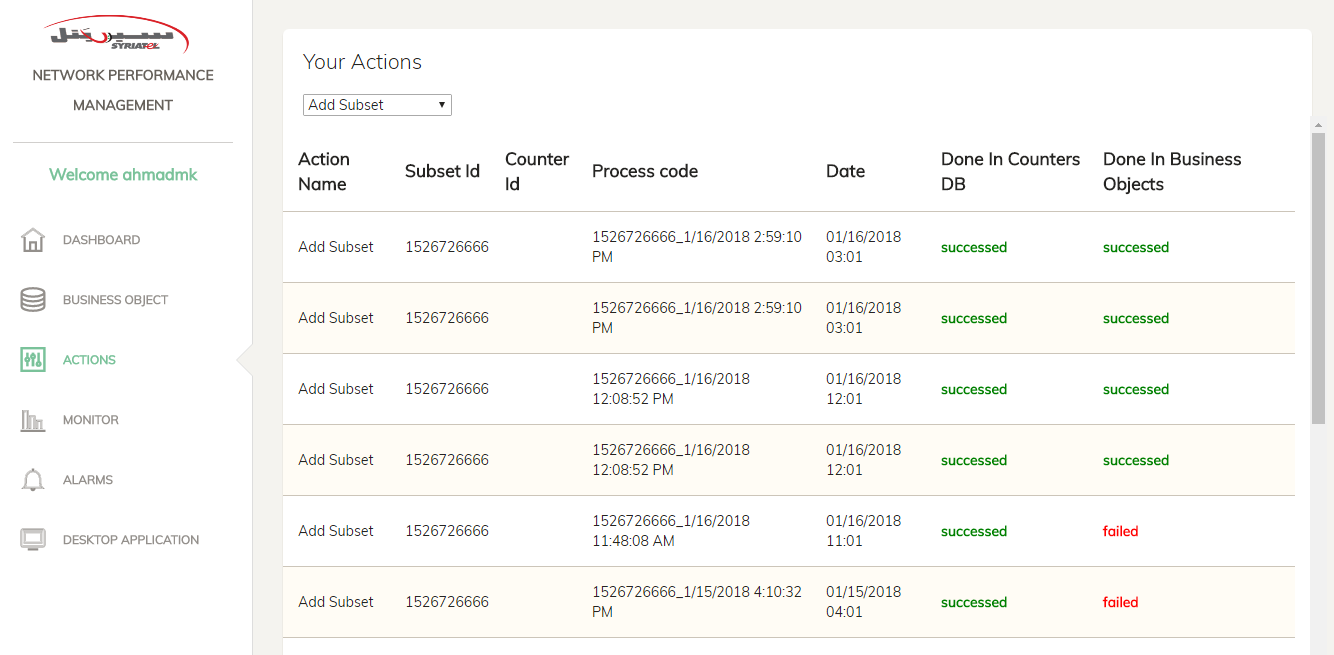 سيريتل
SYRIATEL
NETWORK PERFORMANCE
MANAGEMENT
Welcome ahmadmk
DASHBOARD
BUSINESS OBJECT
ACTIONS
MONITOR
ALARMS
DESKTOP APPLICATION
Your Actions
Add Subset
Action Name Subset Id Counter Id Process code Date Done In Counters DB Done In Business Objects
Add Subset 1526726666 1526726666_1/16/2018 2:59:10 PM 01/16/2018 03:01 successed successed
Add Subset 1526726666 1526726666_1/16/2018 2:59:10 PM 01/16/2018 03:01 successed successed
Add Subset 1526726666 1526726666_1/16/2018 12:08:52 PM 01/16/2018 12:01 successed successed
Add Subset 1526726666 1526726666_1/16/2018 12:08:52 PM 01/16/2018 12:01 successed successed
Add Subset 1526726666 1526726666_1/16/2018 11:48:08 AM 01/16/2018 11:01 successed failed
Add Subset 1526726666 1526726666_1/15/2018 4:10:32 PM 01/15/2018 04:01 successed failed